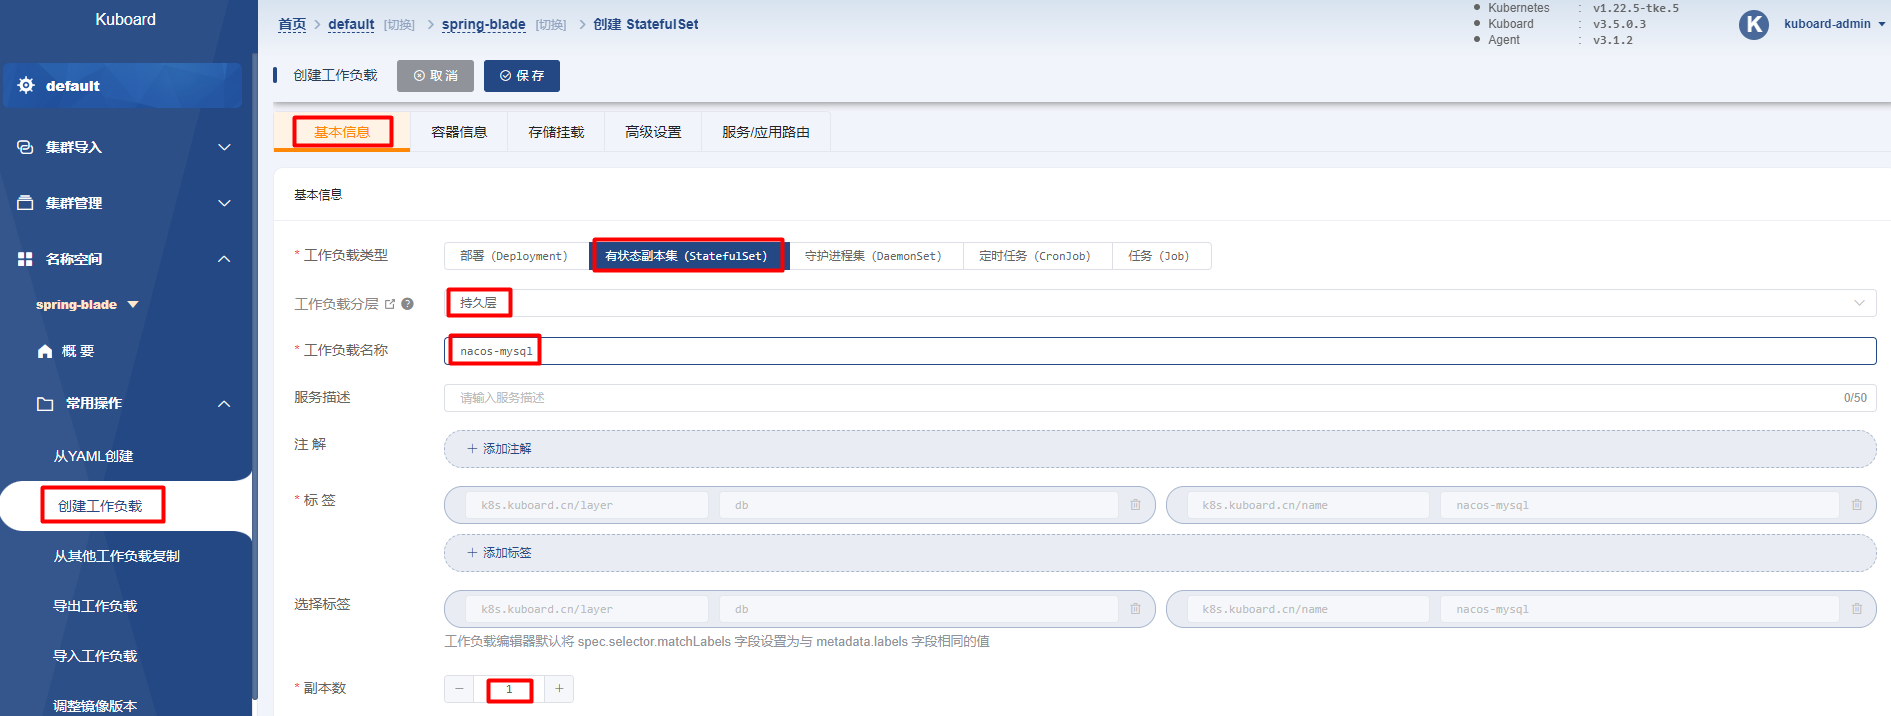 Kuboard
首页 default [切换] spring-blade [切换] 创建 StatefulSet
Kubernetes : v1.22.5-tke.5
Kuboard : v3.5.0.3
Agent : v3.1.2
K kuboard-admin
创建工作负载 取 消 保 存
default
集群导入
集群管理
名称空间
spring-blade
概 要
常用操作
从YAML创建
创建工作负载
从其他工作负载复制
导出工作负载
导入工作负载
调整镜像版本
基本信息 容器信息 存储挂载 高级设置 服务/应用路由
基本信息
* 工作负载类型 部署 (Deployment) 有状态副本集 (StatefulSet) 守护进程集 (DaemonSet) 定时任务 (CronJob) 任务 (Job)
工作负载分层 持久层
* 工作负载名称 nacos-mysql
服务描述 请输入服务描述 0/50
注 解 + 添加注解
* 标 签 k8s.kuboard.cn/layer db k8s.kuboard.cn/name nacos-mysql
+ 添加标签
选择标签 k8s.kuboard.cn/layer db k8s.kuboard.cn/name nacos-mysql
工作负载编辑器默认将 spec.selector.matchLabels 字段设置为与 metadata.labels 字段相同的值
* 副本数 − 1 +